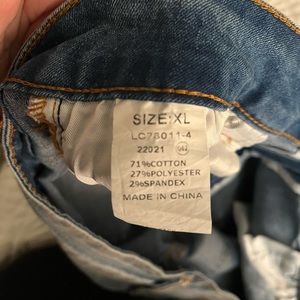 SIZE:XL
LC78011-4
22021
71%COTTON
27%POLYESTER
2%SPANDEX
MADE IN CHINA